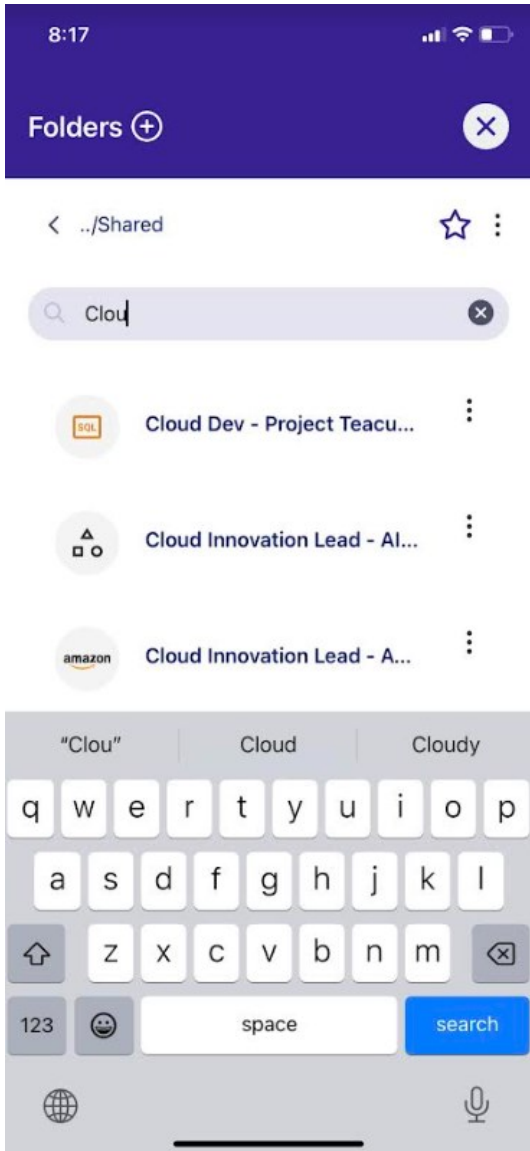 8:17
Folders
../Shared
Clou
SQL
Cloud Dev - Project Teacu...
Cloud Innovation Lead - AI...
amazon
Cloud Innovation Lead - A...
“Clou” Cloud Cloudy
q w e r t y u i o p
a s d f g h j k l
z x c v b n m
123 space search